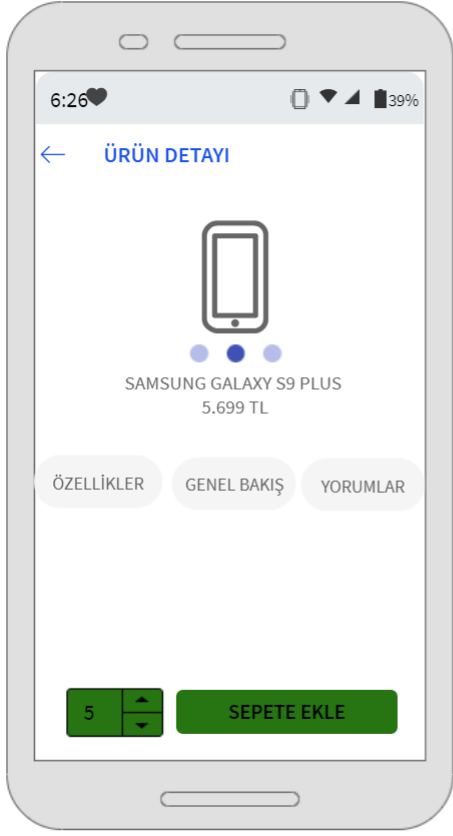 6:26 39%
ÜRÜN DETAYI
SAMSUNG GALAXY S9 PLUS
5.699 TL
ÖZELLİKLER GENEL BAKIŞ YORUMLAR
5 SEPETE EKLE